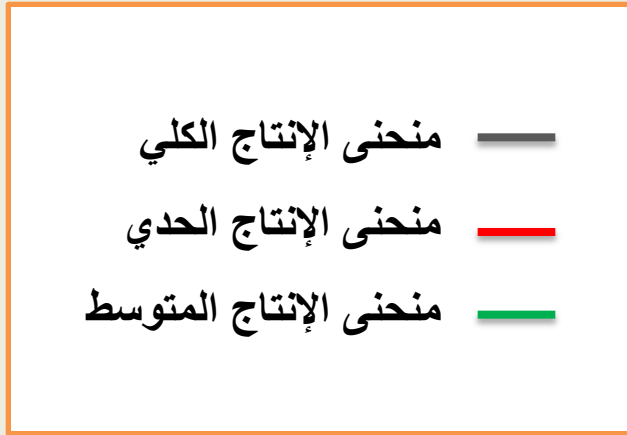 منحنى الإنتاج الكلي
منحنى الإنتاج الحدي
منحنى الإنتاج المتوسط